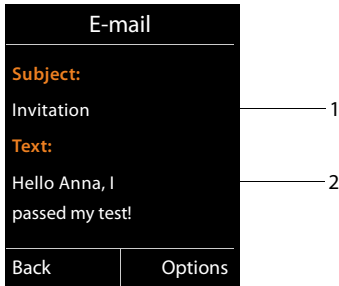 E-mail
Subject:
Invitation
1
Text:
Hello Anna, I
2
passed my test!
Back
Options